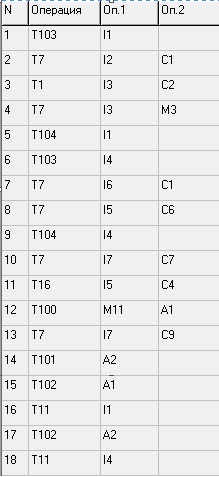 N Операция Оп.1 Оп.2
1 T103 I1
2 T7 I2 C1
3 T1 I3 C2
4 T7 I3 M3
5 T104 I1
6 T103 I4
7 T7 I6 C1
8 T7 I5 C6
9 T104 I4
10 T7 I7 C7
11 T16 I5 C4
12 T100 M11 A1
13 T7 I7 C9
14 T101 A2
15 T102 A1
16 T11 I1
17 T102 A2
18 T11 I4